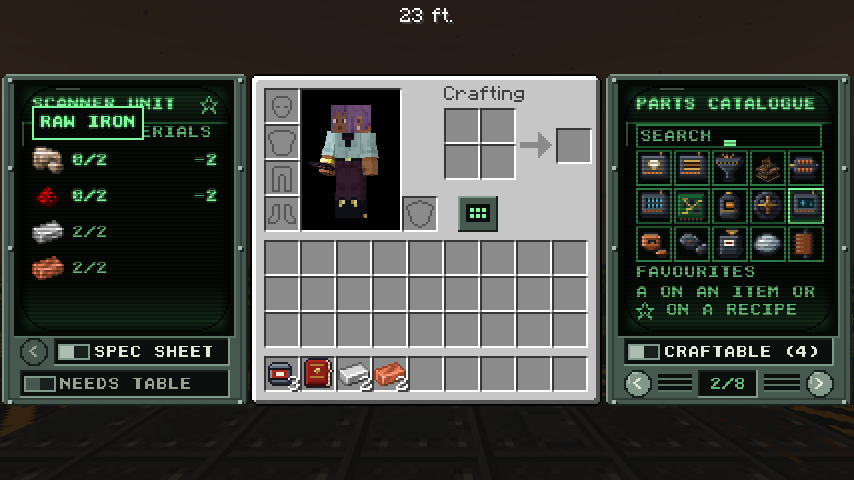 23 ft.
SCANNER UNIT
RAW IRON
ERIALS
0/2 -2
0/2 -2
2/2
2/2
SPEC SHEET
NEEDS TABLE
Crafting
3
2
2
PARTS CATALOGUE
SEARCH
FAVOURITES
A ON AN ITEM OR
ON A RECIPE
CRAFTABLE (4)
2/8